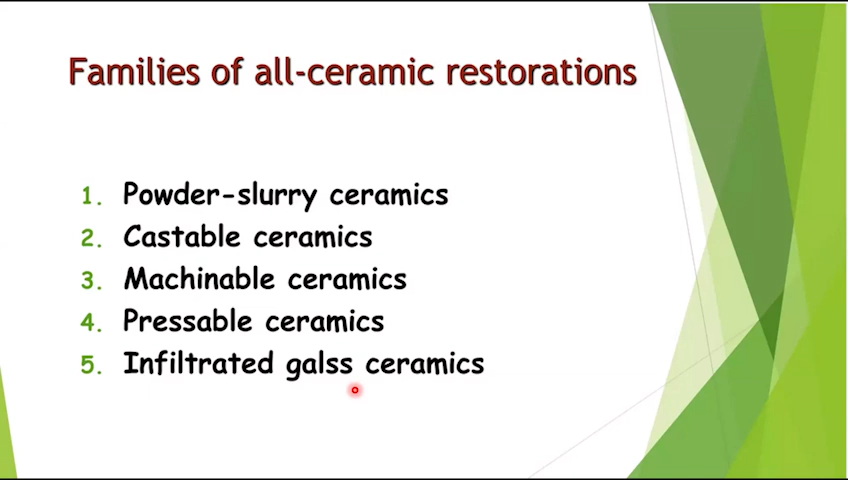 Families of all-ceramic restorations
1. Powder-slurry ceramics
2. Castable ceramics
3. Machinable ceramics
4. Pressable ceramics
5. Infiltrated galss ceramics